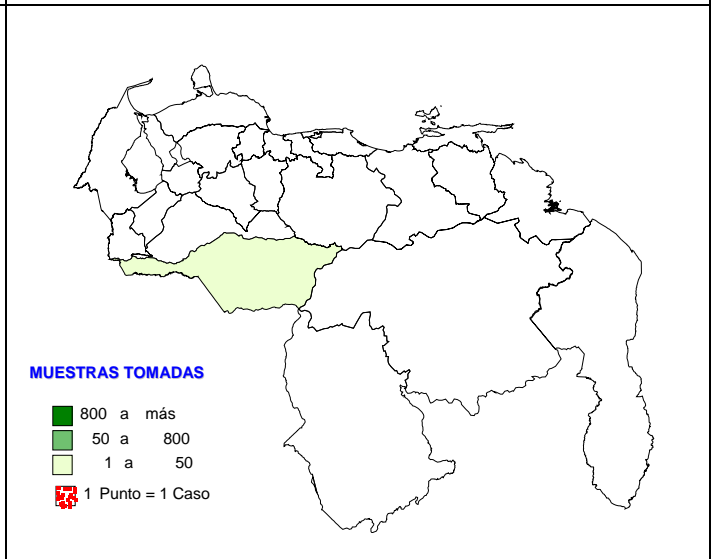 MUESTRAS TOMADAS
800 a más
50 a 800
1 a 50
1 Punto = 1 Caso